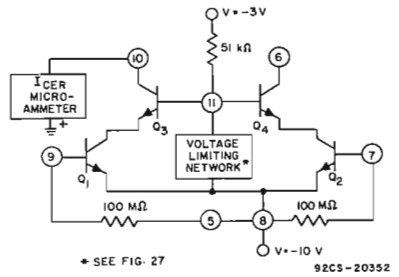 V=-3V
51 kΩ
10
6
I CER
MICRO-
AMMETER
+
Q3
11
Q4
9
VOLTAGE
LIMITING
NETWORK*
7
Q1
Q2
100 MΩ
5
8
100 MΩ
V=-10 V
* SEE FIG. 27
92CS-20352